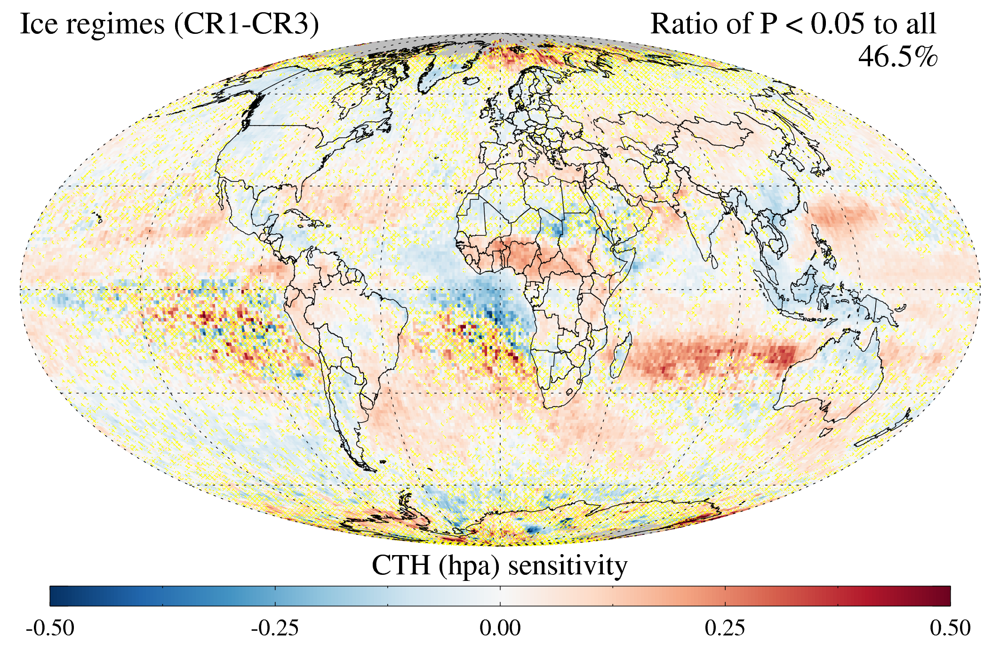 Ice regimes (CR1-CR3)
Ratio of P < 0.05 to all
46.5%
CTH (hpa) sensitivity
-0.50 -0.25 0.00 0.25 0.50